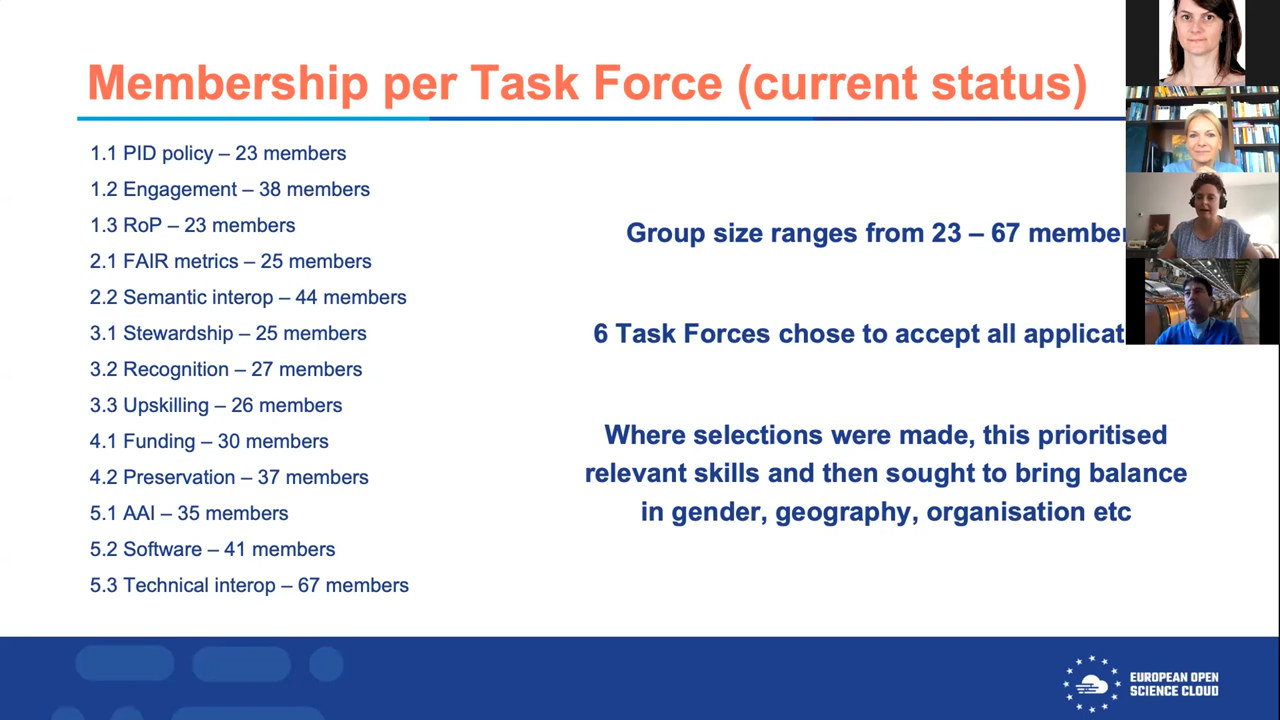 Membership per Task Force (current status)
1.1 PID policy – 23 members
1.2 Engagement – 38 members
1.3 RoP – 23 members
2.1 FAIR metrics – 25 members
2.2 Semantic interop – 44 members
3.1 Stewardship – 25 members
3.2 Recognition – 27 members
3.3 Upskilling – 26 members
4.1 Funding – 30 members
4.2 Preservation – 37 members
5.1 AAI – 35 members
5.2 Software – 41 members
5.3 Technical interop – 67 members
Group size ranges from 23 – 67
6 Task Forces chose to accept all
Where selections were made, this prioritised
relevant skills and then sought to bring balance
in gender, geography, organisation etc
EUROPEAN OPEN
SCIENCE CLOUD